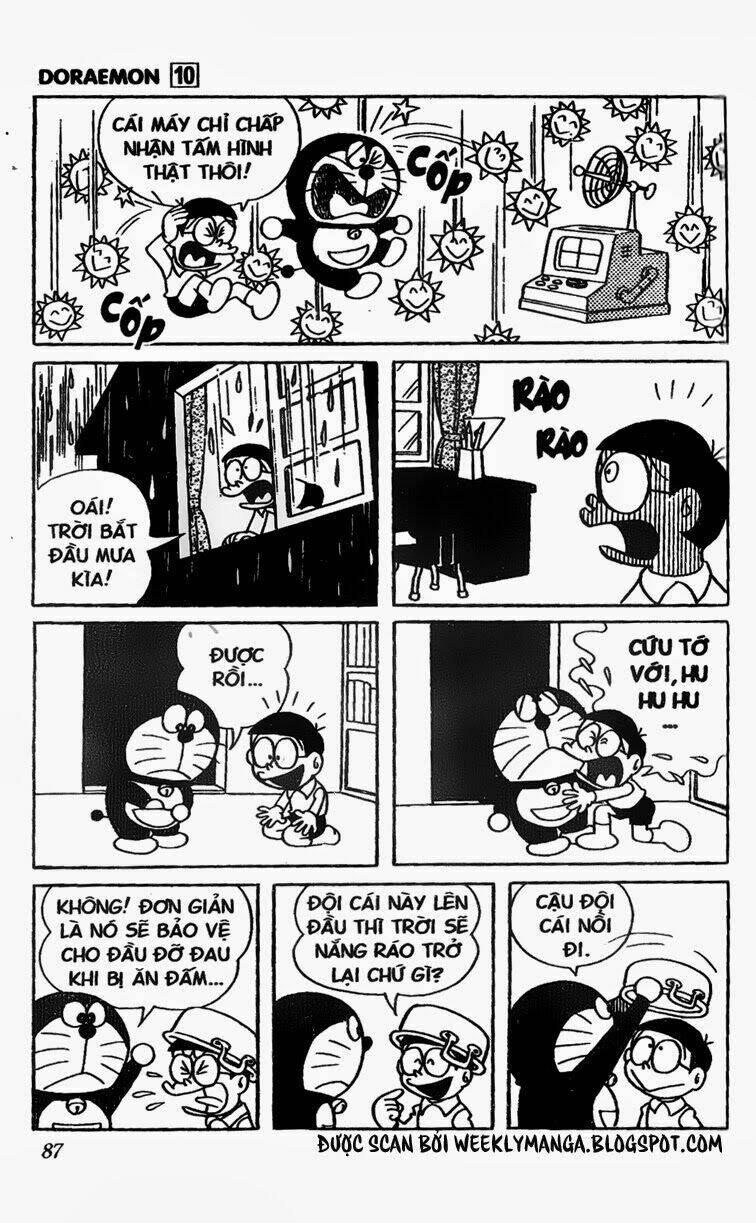 DORAEMON 10
CÁI MÁY CHỈ CHẤP
NHẬN TẤM HÌNH
THẬT THÔI!
CỐP
CỐP
RÀO
RÀO
OÁI!
TRỜI BẮT
ĐẦU MƯA
KÌA!
CỨU TỚ
VỚI, HU
HU HU
...
ĐƯỢC
RỒI...
CẬU ĐỘI
CÁI NỒI
ĐI.
ĐỘI CÁI NÀY LÊN
ĐẦU THÌ TRỜI SẼ
NẮNG RÁO TRỞ
LẠI CHỨ GÌ?
KHÔNG! ĐƠN GIẢN
LÀ NÓ SẼ BẢO VỆ
CHO ĐẦU ĐỠ ĐAU
KHI BỊ ĂN ĐẤM...
87
ĐƯỢC SCAN BỞI WEEKLYMANGA.BLOGSPOT.COM